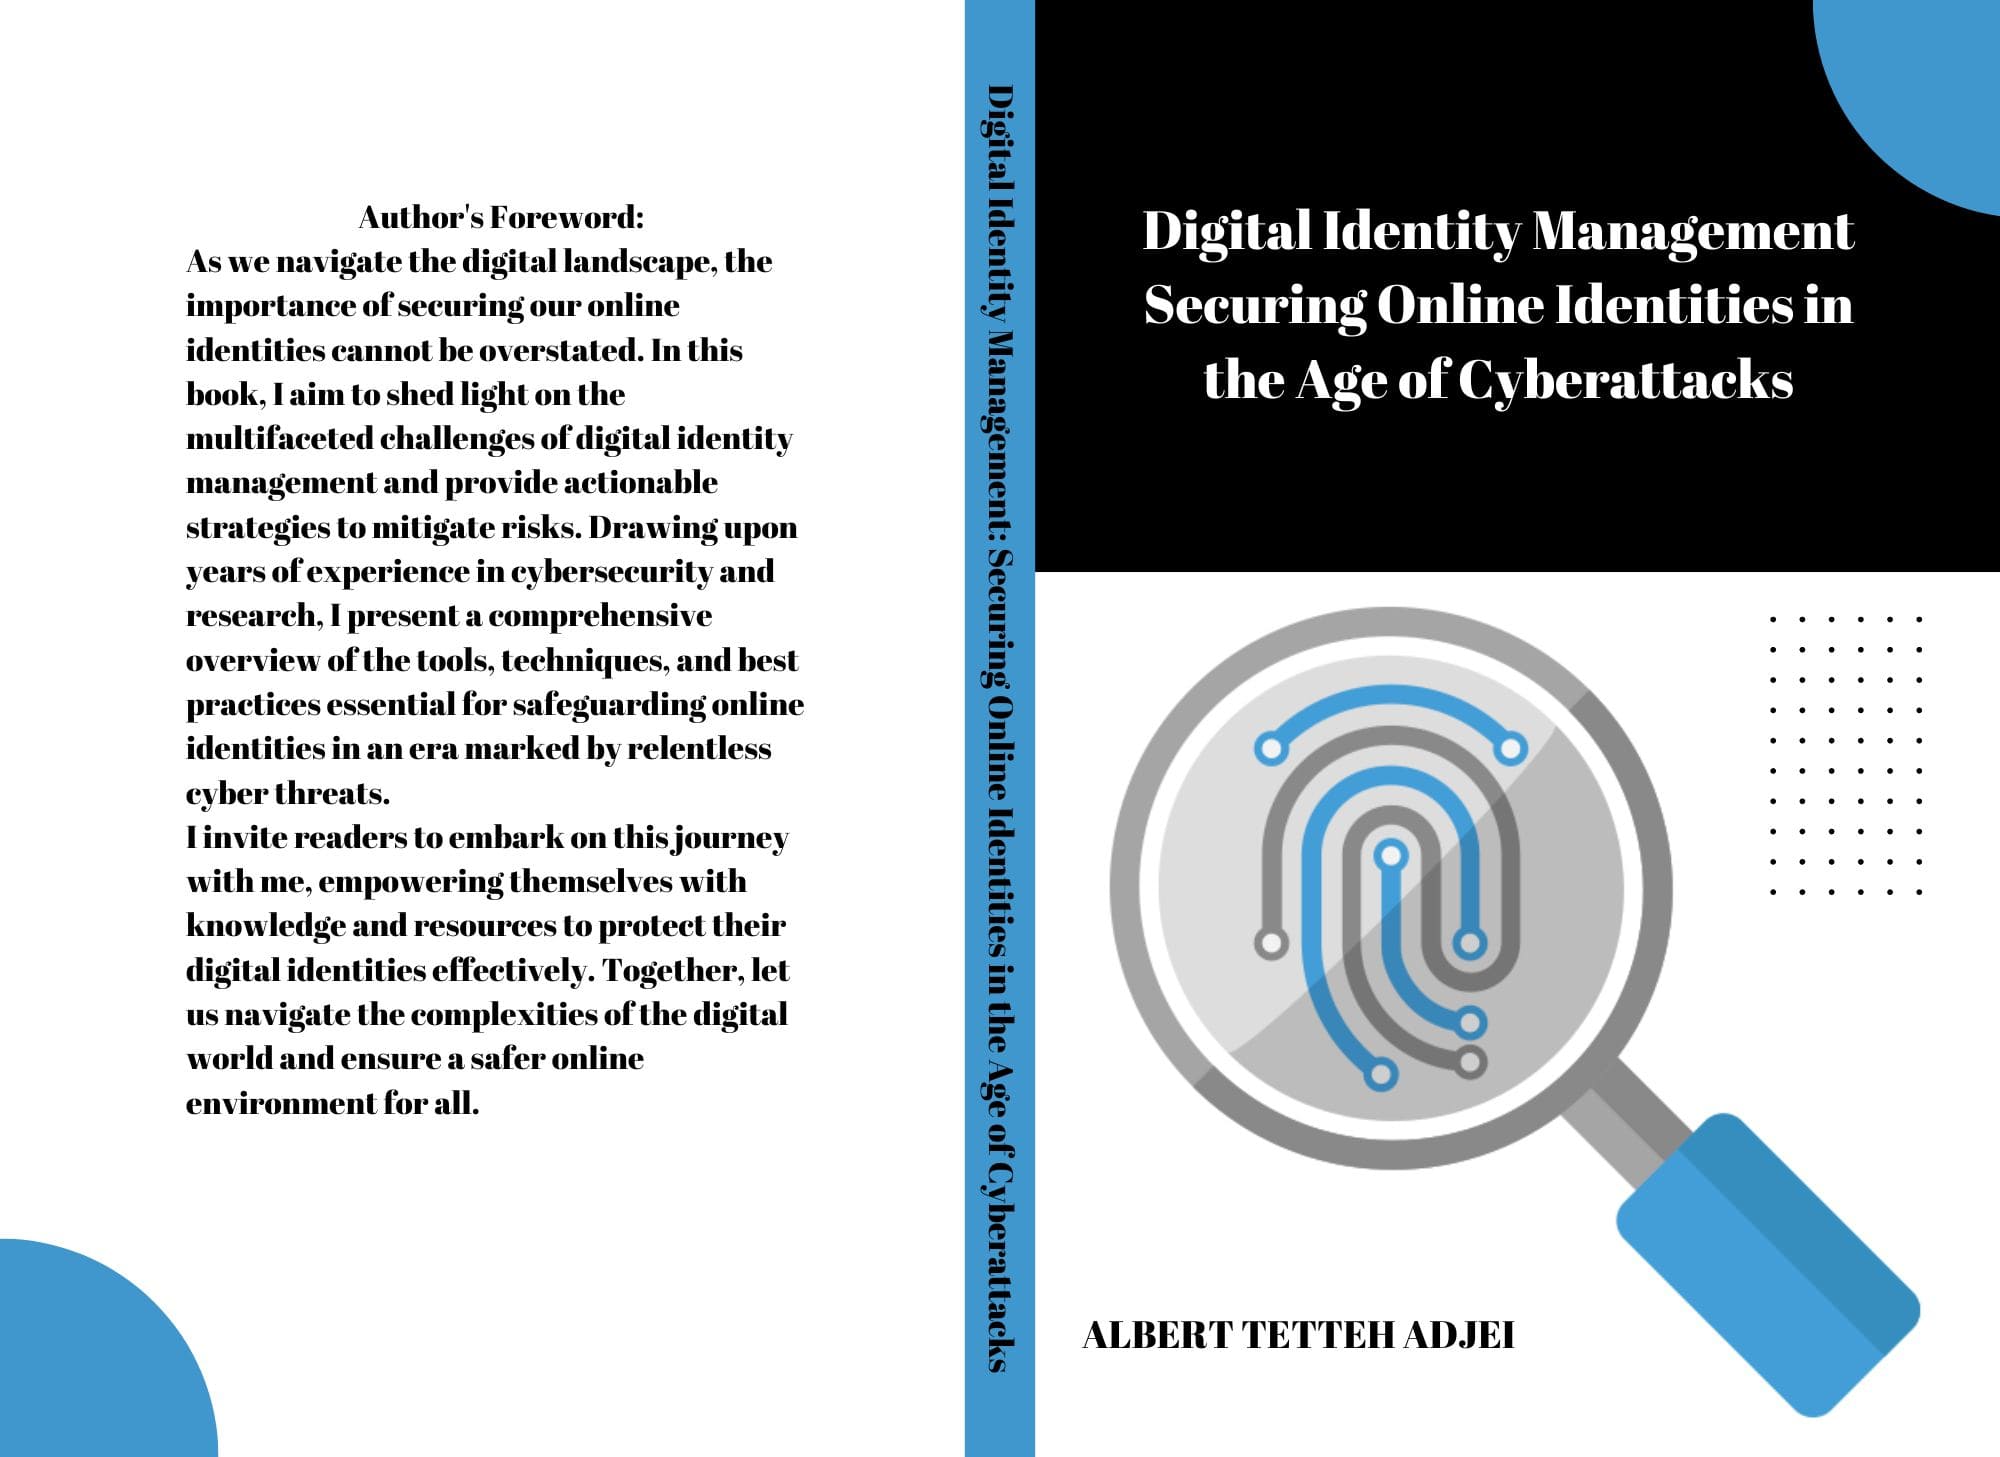 Author's Foreword:
As we navigate the digital landscape, the
importance of securing our online
identities cannot be overstated. In this
book, I aim to shed light on the
multifaceted challenges of digital identity
management and provide actionable
strategies to mitigate risks. Drawing upon
years of experience in cybersecurity and
research, I present a comprehensive
overview of the tools, techniques, and best
practices essential for safeguarding online
identities in an era marked by relentless
cyber threats.
I invite readers to embark on this journey
with me, empowering themselves with
knowledge and resources to protect their
digital identities effectively. Together, let
us navigate the complexities of the digital
world and ensure a safer online
environment for all.
Digital Identity Management: Securing Online Identities in the Age of Cyberattacks
Digital Identity Management
Securing Online Identities in
the Age of Cyberattacks
ALBERT TETTEH ADJEI